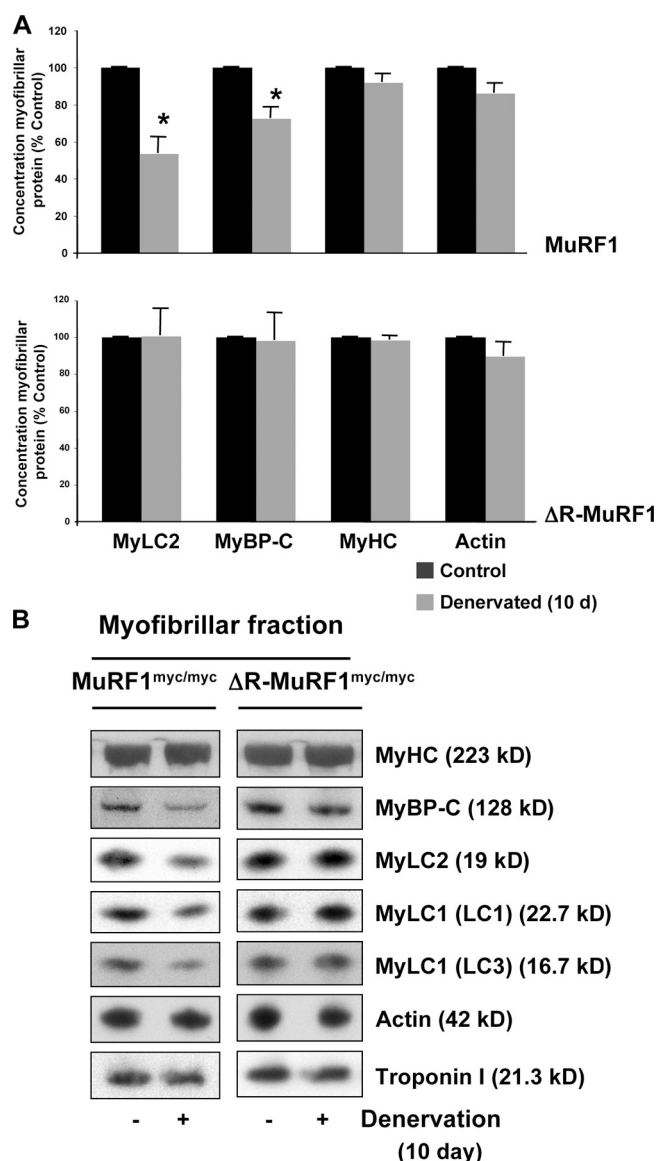 A
Concentration myofibrillar
protein (% Control)
120
100
80
60
40
20
0
*
*
MuRF1
Concentration myofibrillar
protein (% Control)
120
100
80
60
40
20
0
ΔR-MuRF1
MyLC2 MyBP-C MyHC Actin
Control
Denervated (10 d)
B
Myofibrillar fraction
MuRF1myc/myc ΔR-MuRF1myc/myc
MyHC (223 kD)
MyBP-C (128 kD)
MyLC2 (19 kD)
MyLC1 (LC1) (22.7 kD)
MyLC1 (LC3) (16.7 kD)
Actin (42 kD)
Troponin I (21.3 kD)
- + - + Denervation
(10 day)